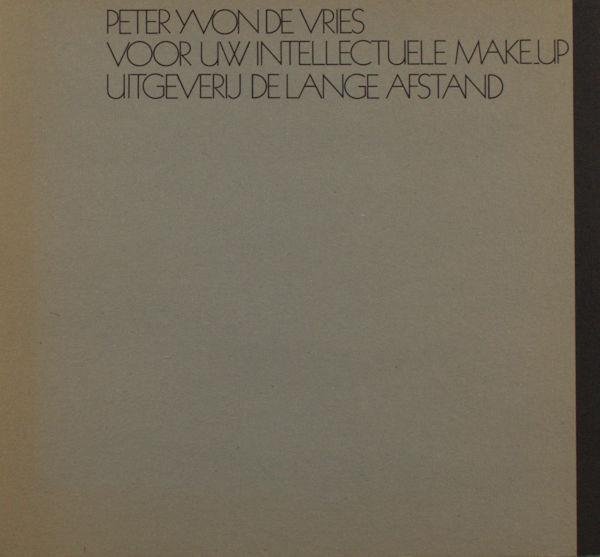 PETER YVON DE VRIES
VOOR UW INTELLECTUELE MAKE-UP
UITGEVERIJ DE LANGE AFSTAND